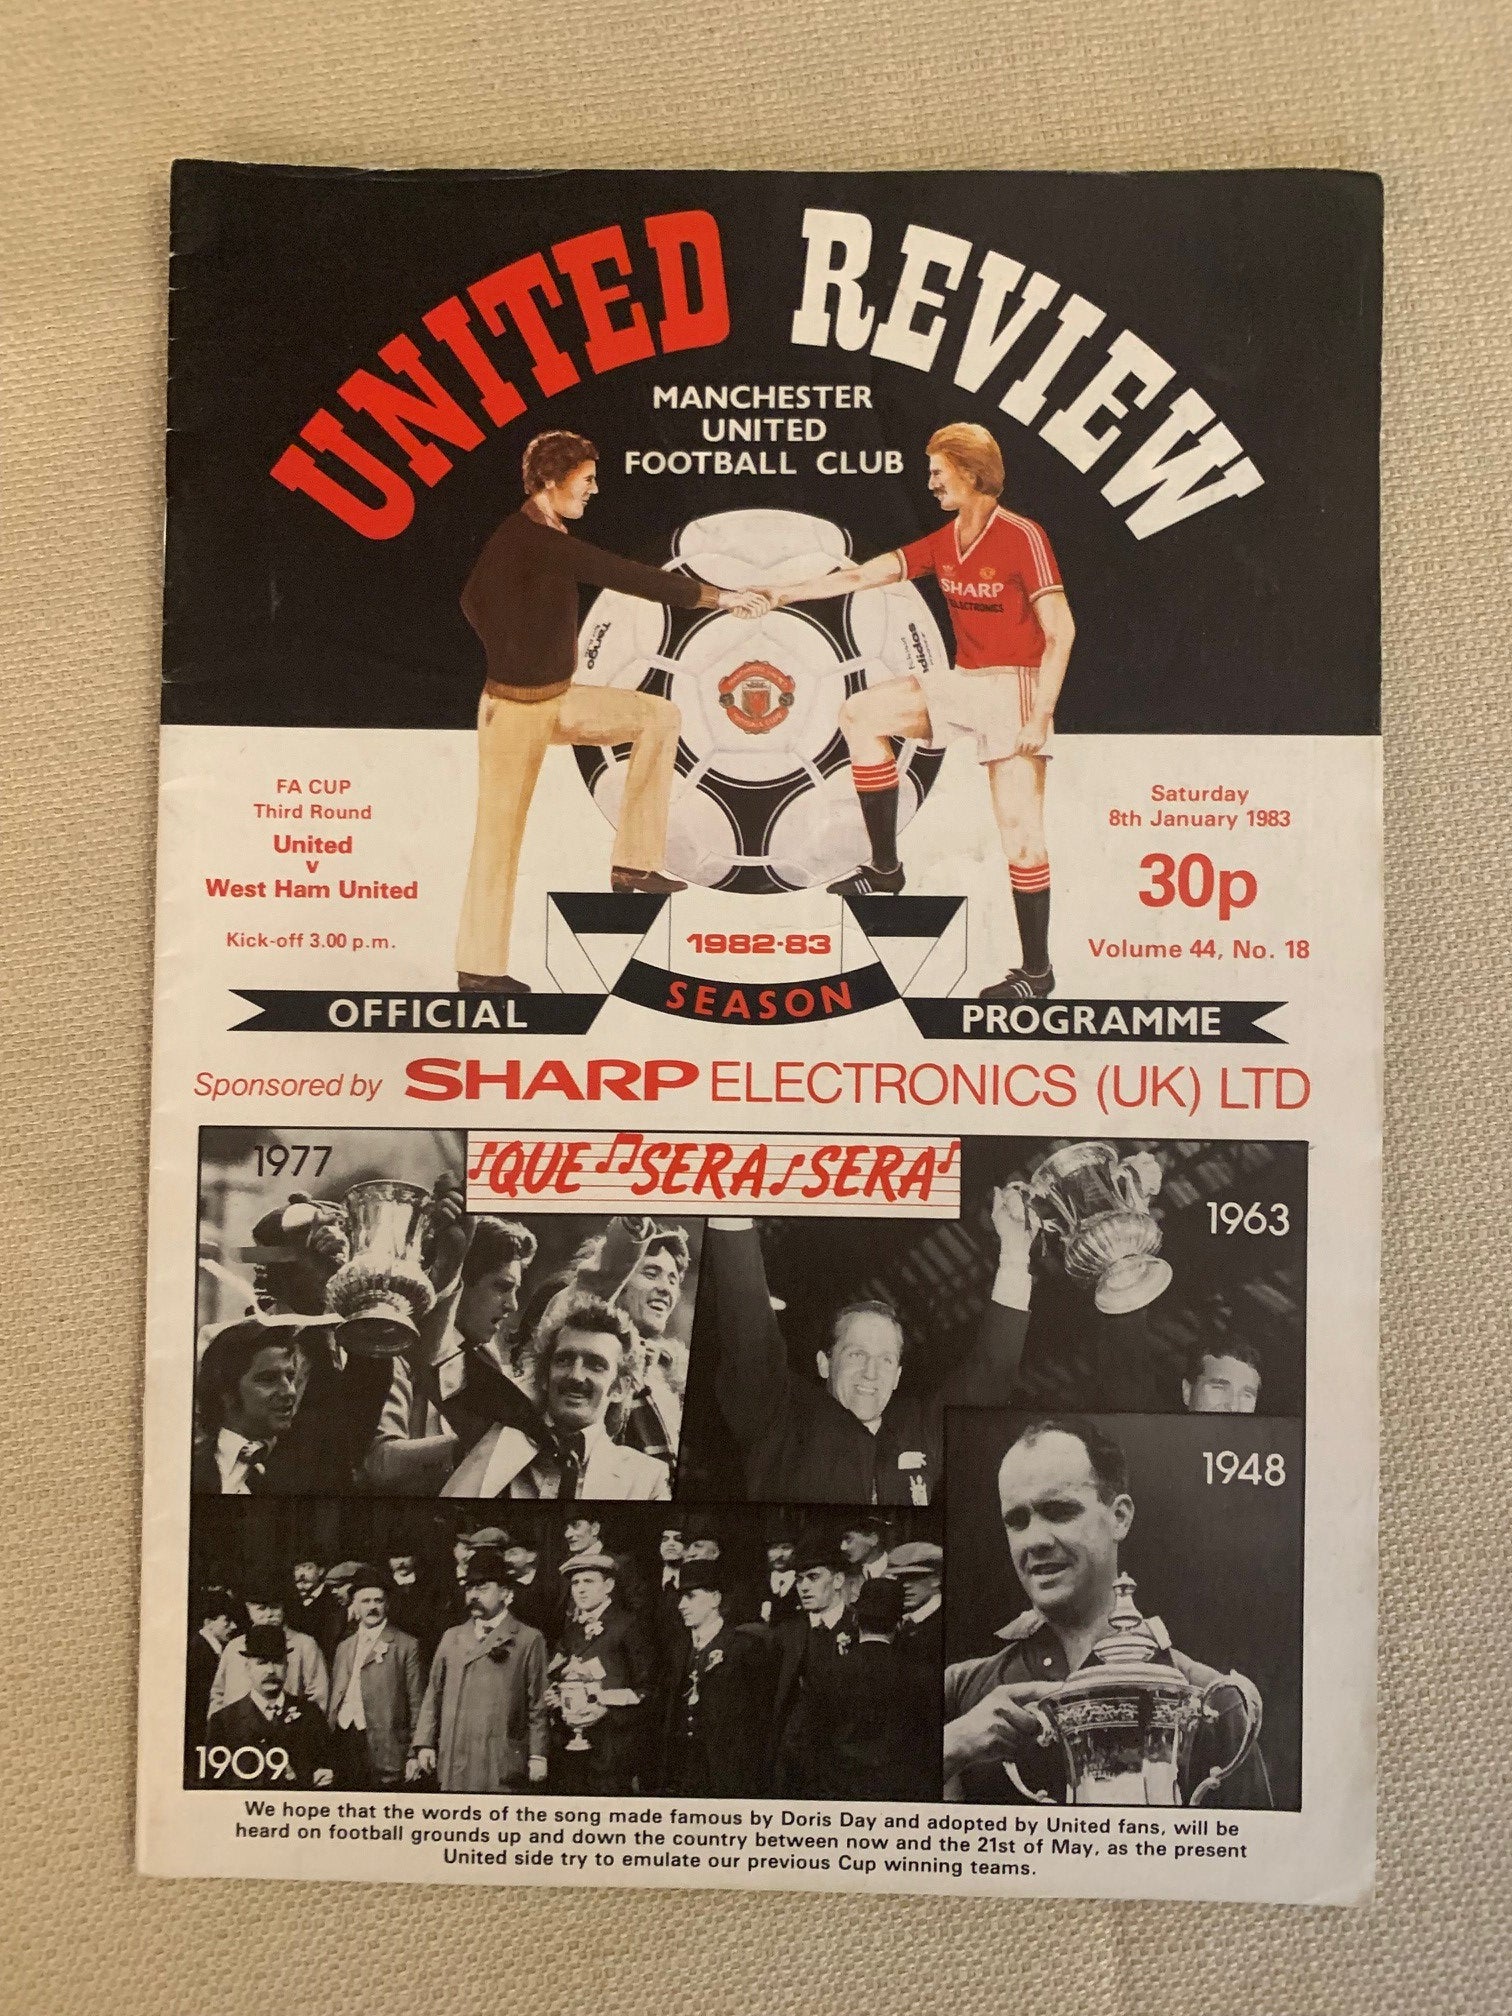 UNITED REVIEW
MANCHESTER
UNITED
FOOTBALL CLUB
SHARP
ELECTRONICS
Tango
adidas
FA CUP
Third Round
United
v
West Ham United
Kick-off 3.00 p.m.
Saturday
8th January 1983
30p
Volume 44, No. 18
1982-83
OFFICIAL SEASON PROGRAMME
Sponsored by SHARP ELECTRONICS (UK) LTD
QUE SERA SERA
1977
1963
1948
1909
We hope that the words of the song made famous by Doris Day and adopted by United fans, will be
heard on football grounds up and down the country between now and the 21st of May, as the present
United side try to emulate our previous Cup winning teams.